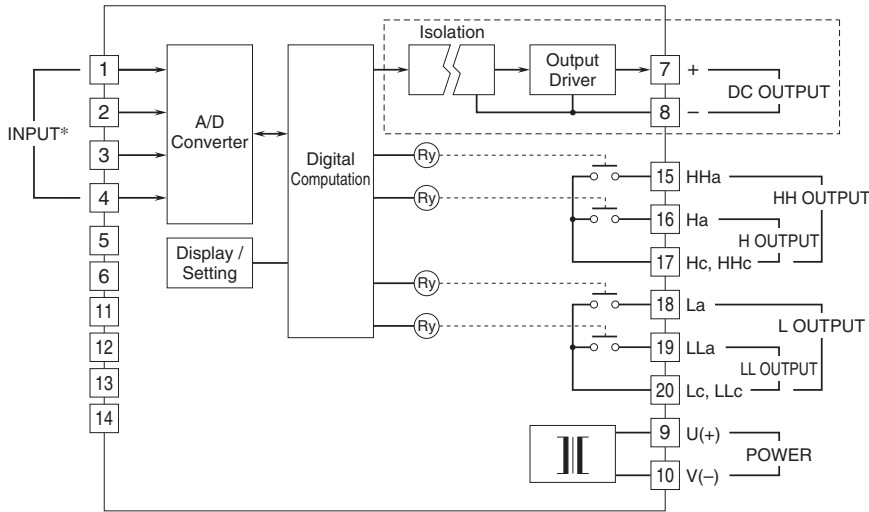 Isolation
Output
Driver
7
+
DC OUTPUT
8
–
INPUT*
1
2
3
4
5
6
11
12
13
14
A/D
Converter
Display /
Setting
Digital
Computation
Ry
Ry
Ry
Ry
15 HHa
HH OUTPUT
16 Ha
H OUTPUT
17 Hc, HHc
18 La
L OUTPUT
19 LLa
LL OUTPUT
20 Lc, LLc
9 U(+)
POWER
10 V(–)